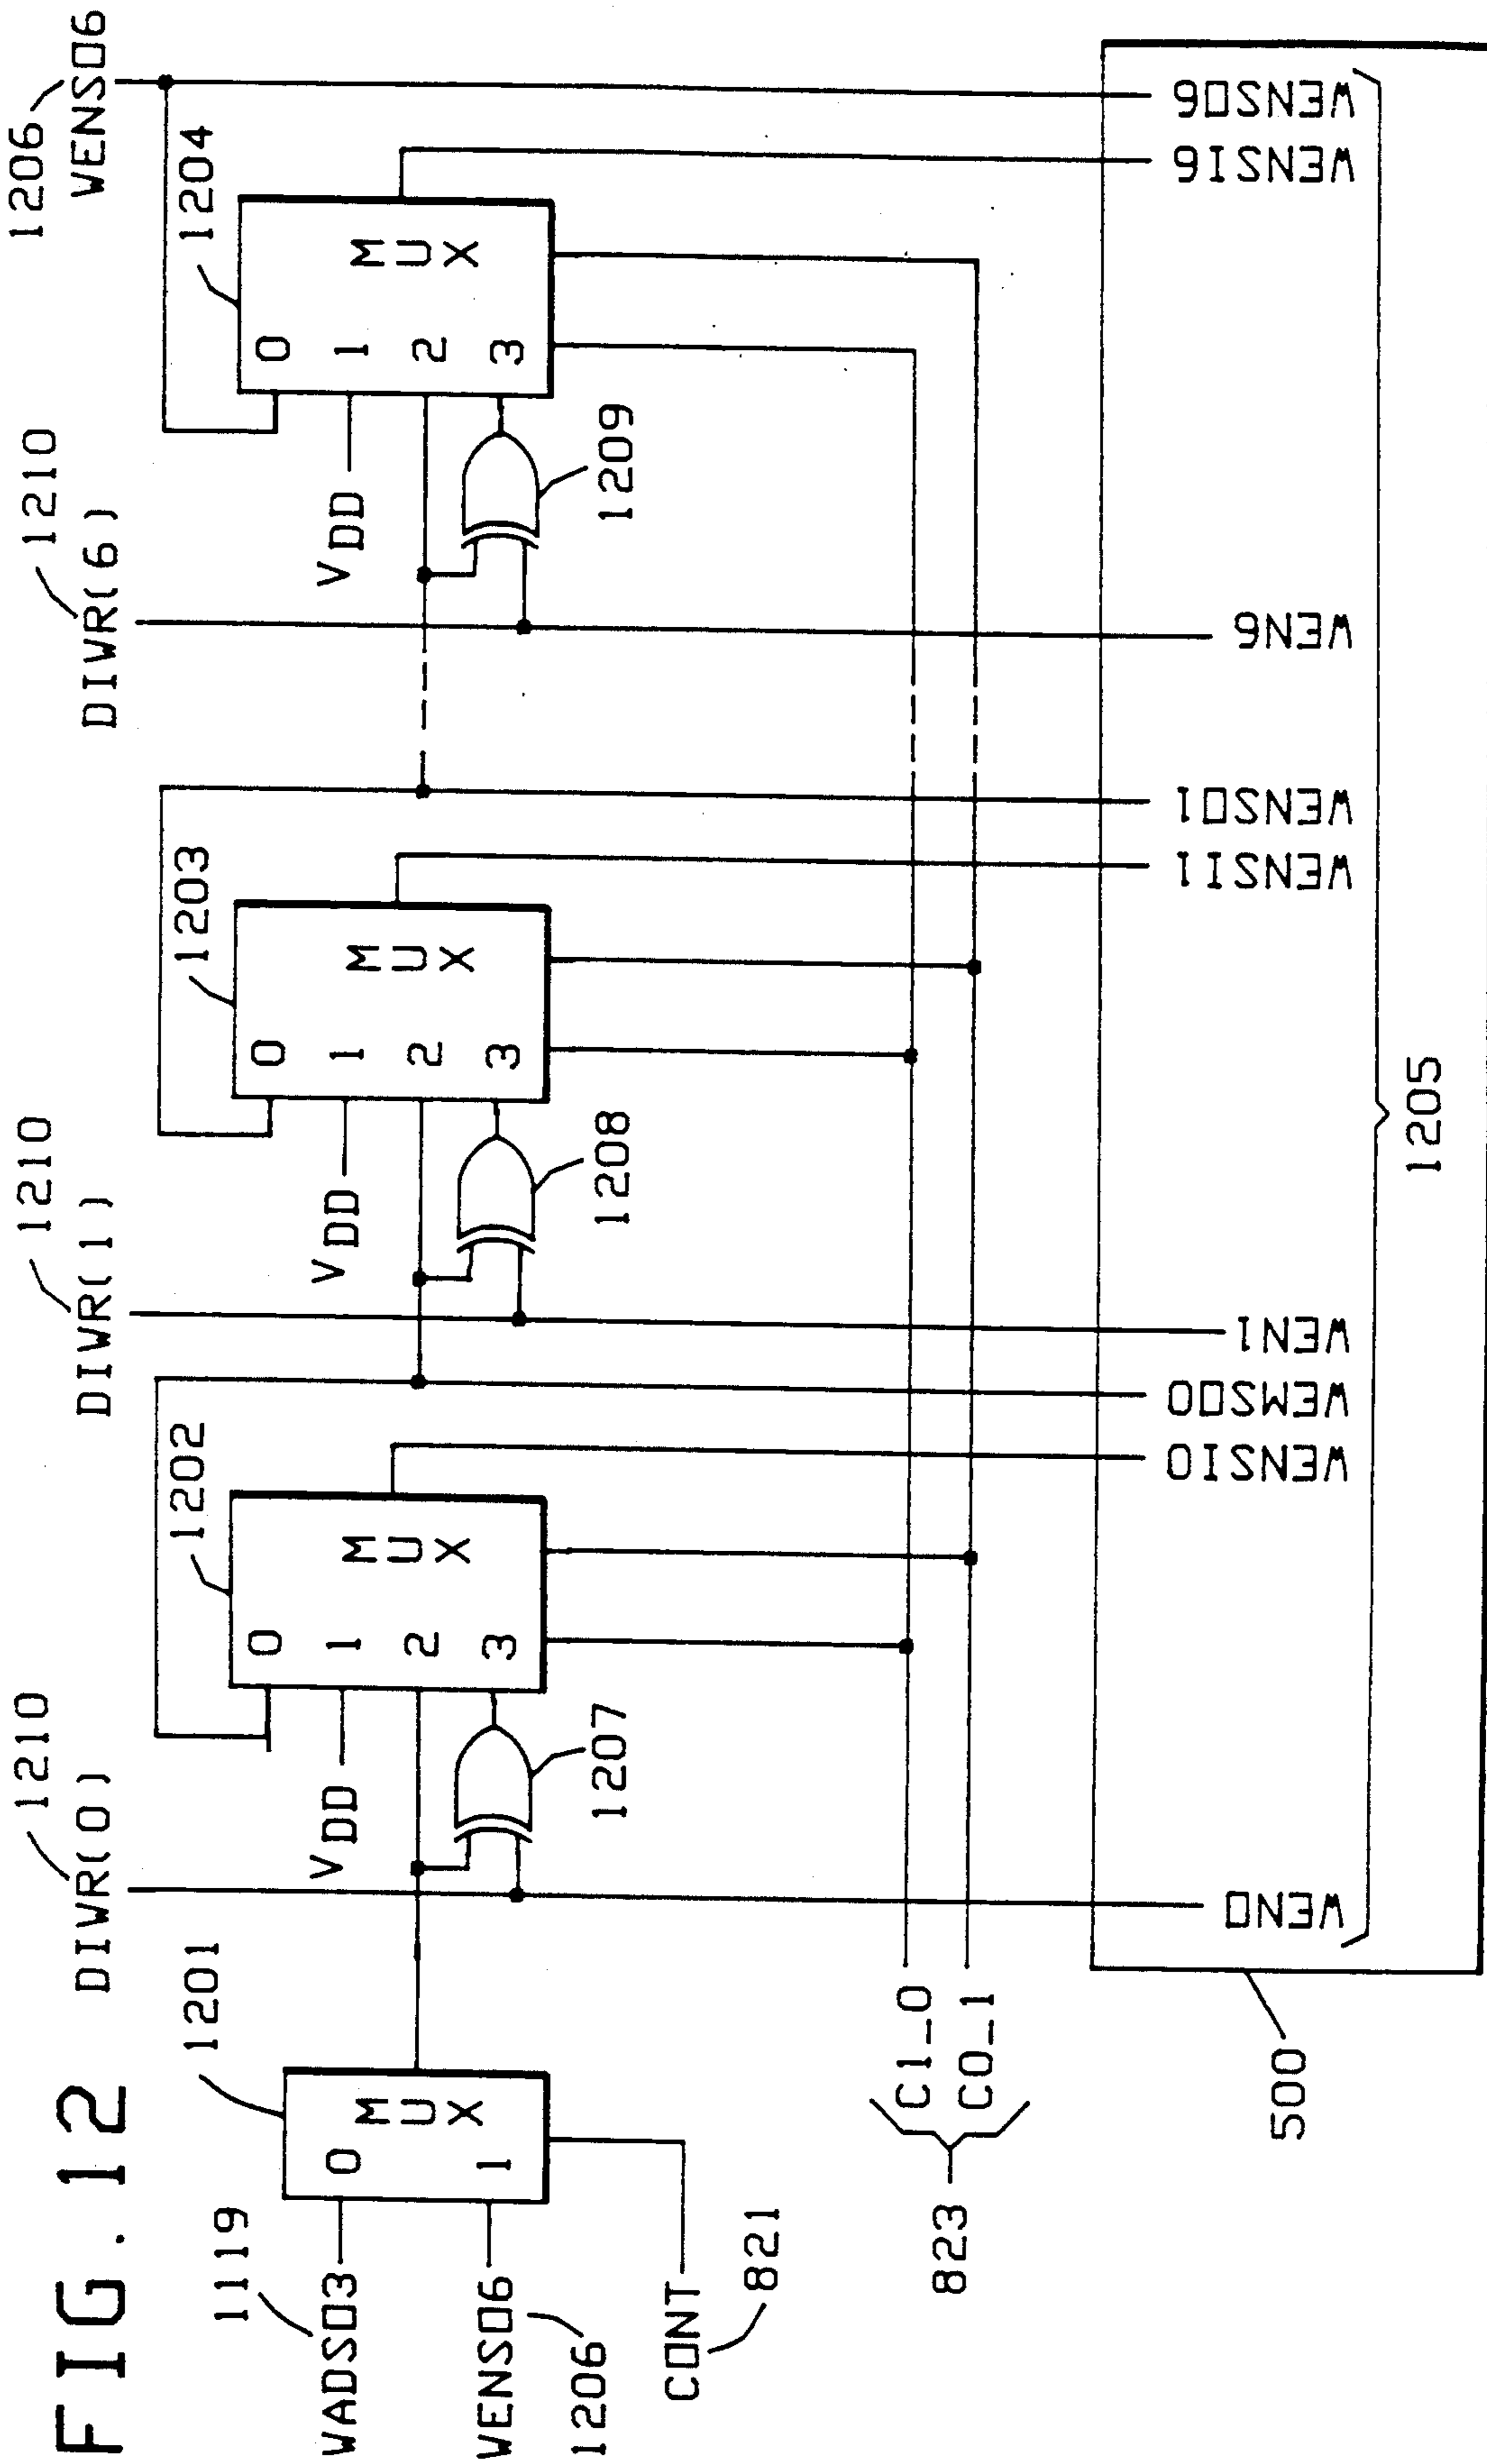 FIG. 12
DIWR(0) 1210
DIWR(1) 1210
DIWR(6) 1210
1206
WENSO6
1201
1202
1203
1204
1119
WADSO3
WENSO6
1206
CONT
821
0
1
MUX
VDD
0
1
2
3
MUX
1207
VDD
0
1
2
3
MUX
1208
VDD
0
1
2
3
MUX
1209
C1_0
C0_1
823
500
WEN0
WENSI0
WEMSO0
WEN1
WENSI1
WENSO1
WEN6
WENSI6
WENSO6
1205